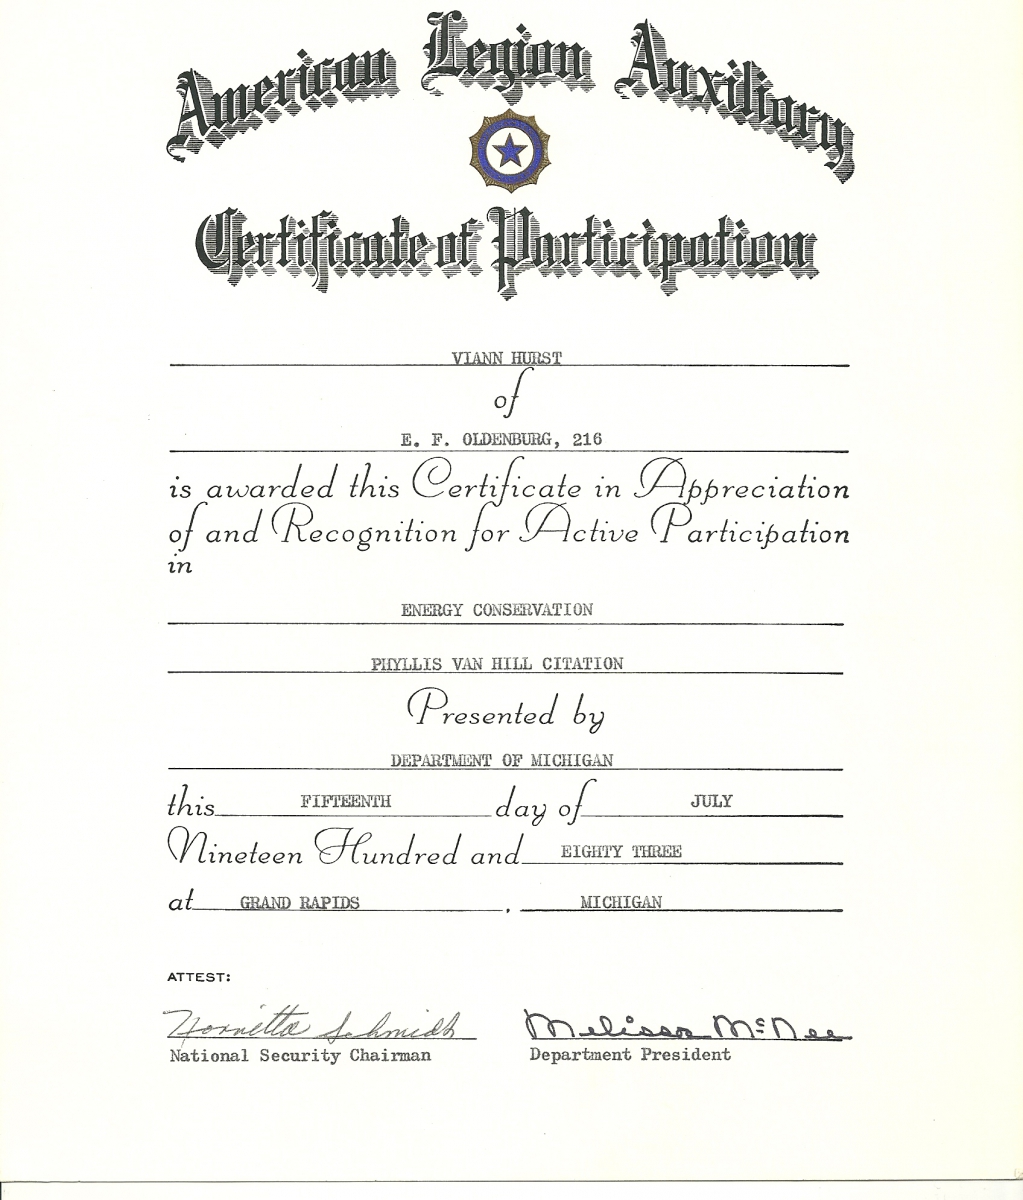 American Legion Auxiliary
Certificate of Participation
VIANN HURST
of
E. F. OLDENBURG, 216
is awarded this Certificate in Appreciation
of and Recognition for Active Participation
in
ENERGY CONSERVATION
PHYLLIS VAN HILL CITATION
Presented by
DEPARTMENT OF MICHIGAN
this FIFTEENTH day of JULY
Nineteen Hundred and EIGHTY THREE
at GRAND RAPIDS, MICHIGAN
ATTEST:
Schmidt Melissa McNee
National Security Chairman Department President